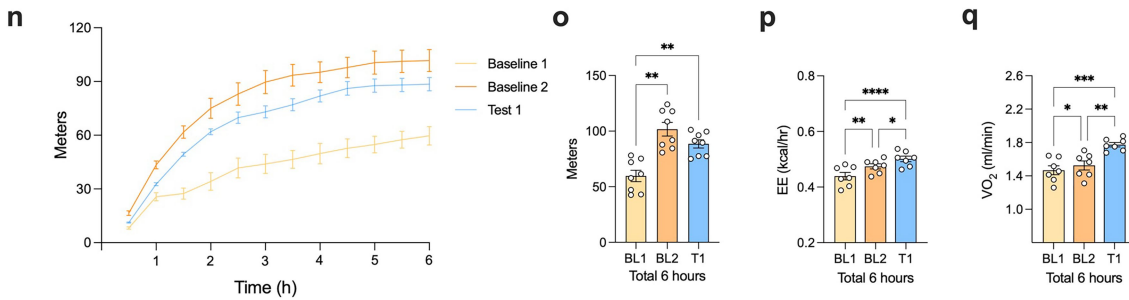 n
120
90
60
30
0
Meters
1 2 3 4 5 6
Time (h)
Baseline 1
Baseline 2
Test 1
o
150
100
50
0
Meters
**
**
BL1 BL2 T1
Total 6 hours
p
0.8
0.6
0.4
0.2
EE (kcal/hr)
****
** *
BL1 BL2 T1
Total 6 hours
q
2.6
2.2
1.8
1.4
1.0
VO2 (ml/min)
***
* **
BL1 BL2 T1
Total 6 hours